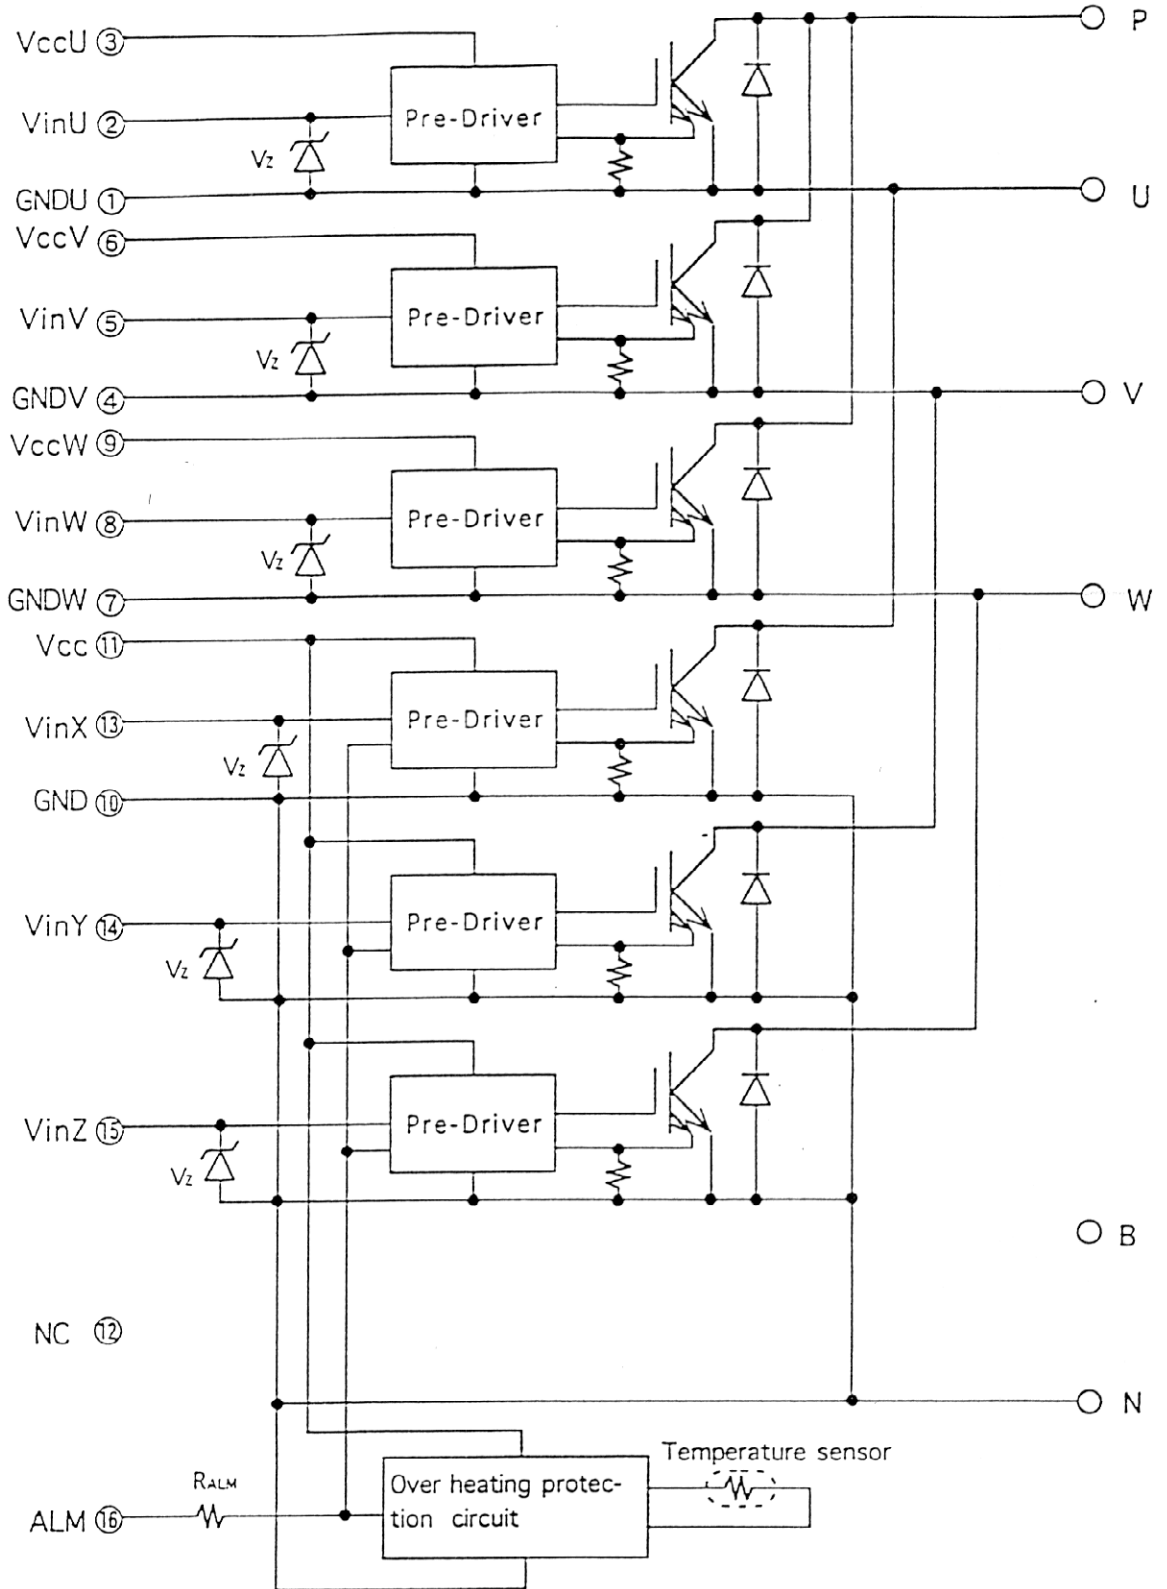 VccU ③
P
Pre-Driver
VinU ②
Vz
GNDU ①
U
VccV ⑥
Pre-Driver
VinV ⑤
Vz
GNDV ④
V
VccW ⑨
Pre-Driver
VinW ⑧
Vz
GNDW ⑦
W
Vcc ⑪
Pre-Driver
VinX ⑬
Vz
GND ⑩
Pre-Driver
VinY ⑭
Vz
Pre-Driver
VinZ ⑮
Vz
B
NC ⑫
N
Temperature sensor
RALM
Over heating protec-
tion circuit
ALM ⑯